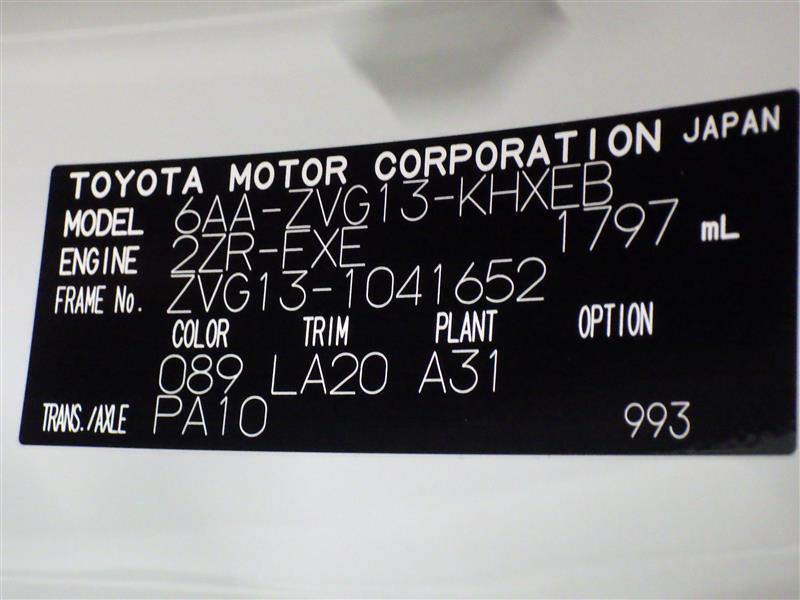 TOYOTA MOTOR CORPORATION JAPAN
MODEL 6AA-ZVG13-KHXEB
ENGINE 2ZR-FXE 1797 mL
FRAME No. ZVG13-1041652
COLOR TRIM PLANT OPTION
089 LA20 A31
TRANS./AXLE PA10 993